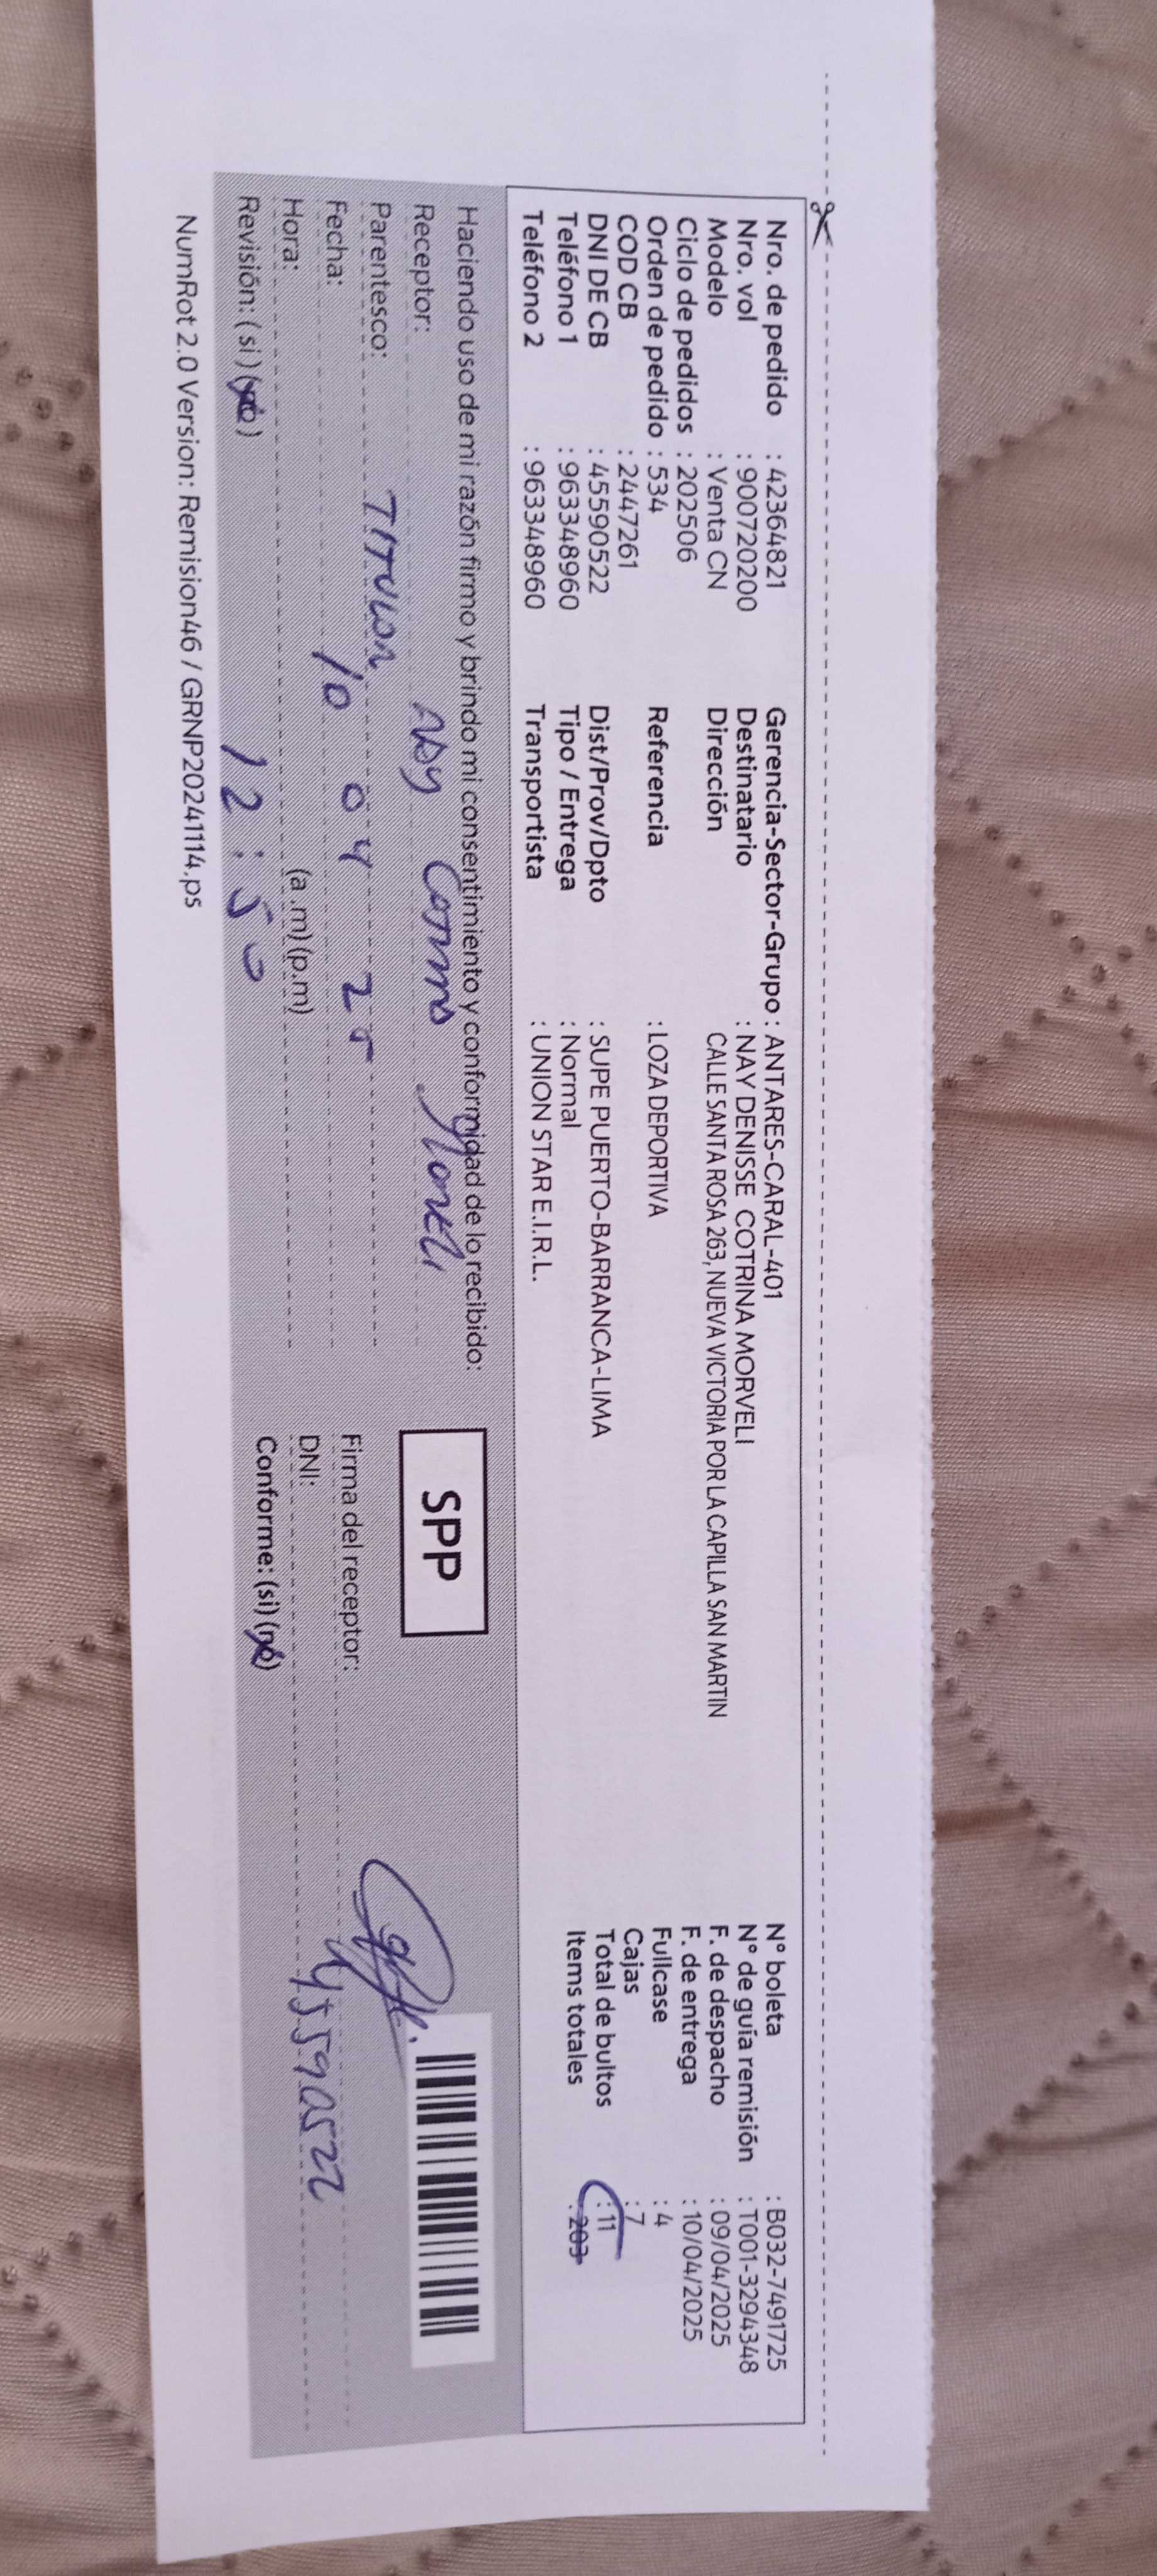 Nro. de pedido : 42364821 Gerencia-Sector-Grupo : ANTARES-CARAL-401 N° boleta : B032-7491725
Nro. vol : 900720200 Destinatario : NAY DENISSE COTRINA MORVELI N° de guía remisión : T001-3294348
Modelo : Venta CN Dirección CALLE SANTA ROSA 263, NUEVA VICTORIA POR LA CAPILLA SAN MARTIN F. de despacho : 09/04/2025
Ciclo de pedidos : 202506 F. de entrega : 10/04/2025
Orden de pedido : 534 Referencia : LOZA DEPORTIVA Fullcase : 4
COD CB : 2447261 Cajas : 7
DNI DE CB : 45590522 Dist/Prov/Dpto : SUPE PUERTO-BARRANCA-LIMA Total de bultos : 11
Teléfono 1 : 963348960 Tipo / Entrega : Normal Items totales : 203
Teléfono 2 : 963348960 Transportista : UNION STAR E.I.R.L.
Haciendo uso de mi razón firmo y brindo mi consentimiento y conformidad de lo recibido:
SPP
Receptor:
Parentesco: TITULAR
Fecha: 10 04 25 Firma del receptor:
Hora: 12:50 (a .m) (p.m) DNI: 45590522
Revisión: (si) (no) Conforme: (si) (no)
NumRot 2.0 Version: Remision46 / GRNP20241114.ps